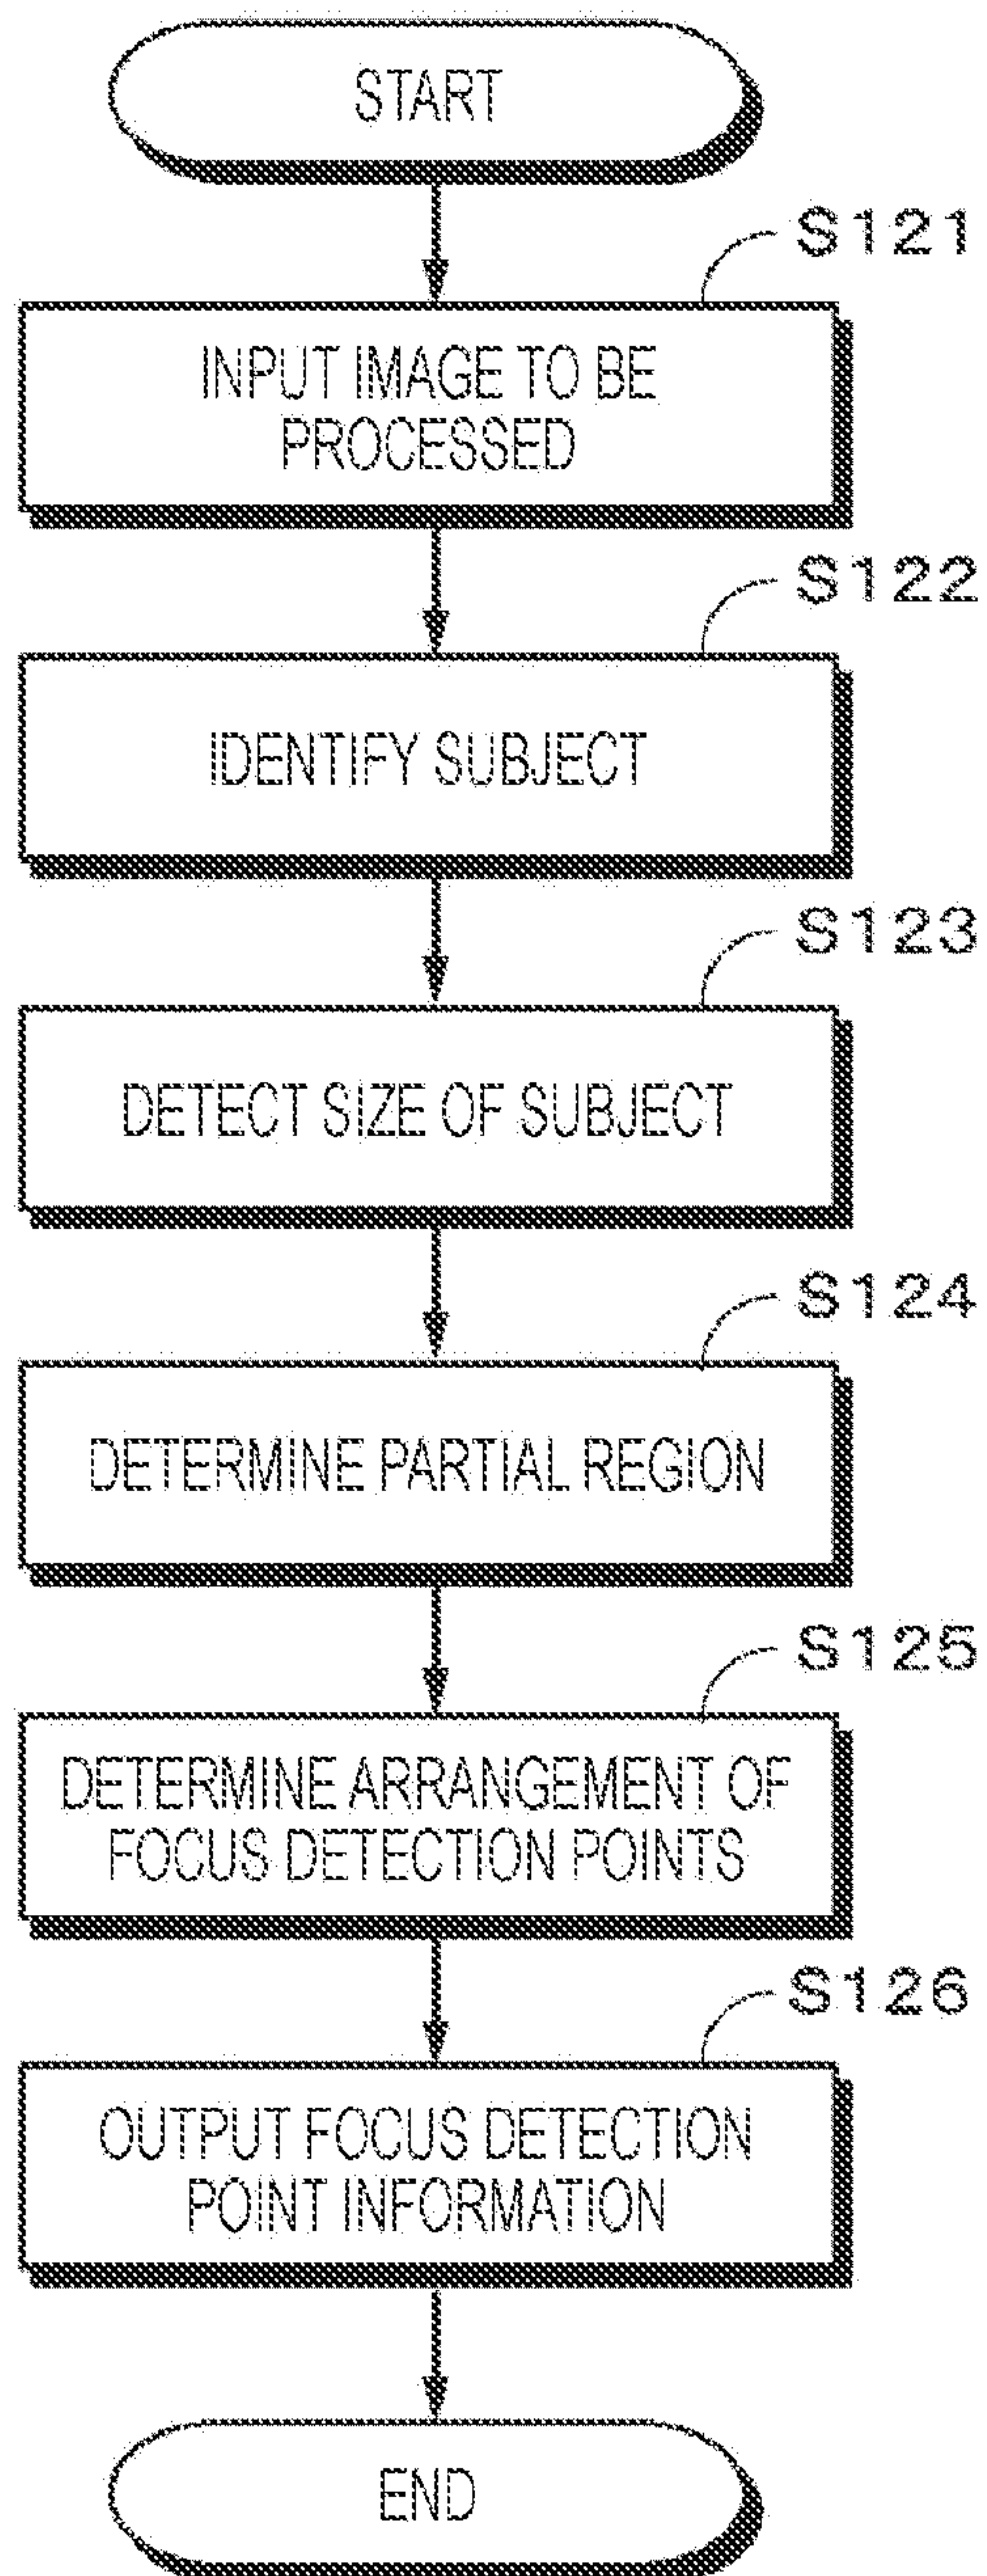 START
S121
INPUT IMAGE TO BE
PROCESSED
S122
IDENTIFY SUBJECT
S123
DETECT SIZE OF SUBJECT
S124
DETERMINE PARTIAL REGION
S125
DETERMINE ARRANGEMENT OF
FOCUS DETECTION POINTS
S126
OUTPUT FOCUS DETECTION
POINT INFORMATION
END